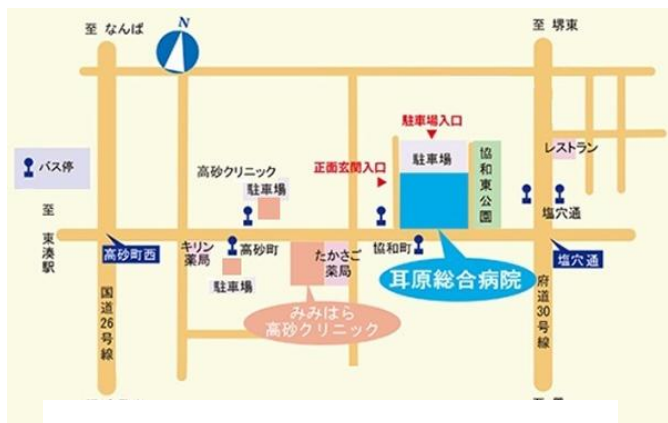 至 なんば
N
至 堺東
駐車場入口
バス停
高砂クリニック
駐車場
正面玄関入口
駐車場
協和東公園
レストラン
塩穴通
至 東湊駅
高砂町西
キリン
薬局
高砂町
駐車場
たかさご
薬局
協和町
耳原総合病院
塩穴通
みみはら
高砂クリニック
国道26号線
府道30号線
至